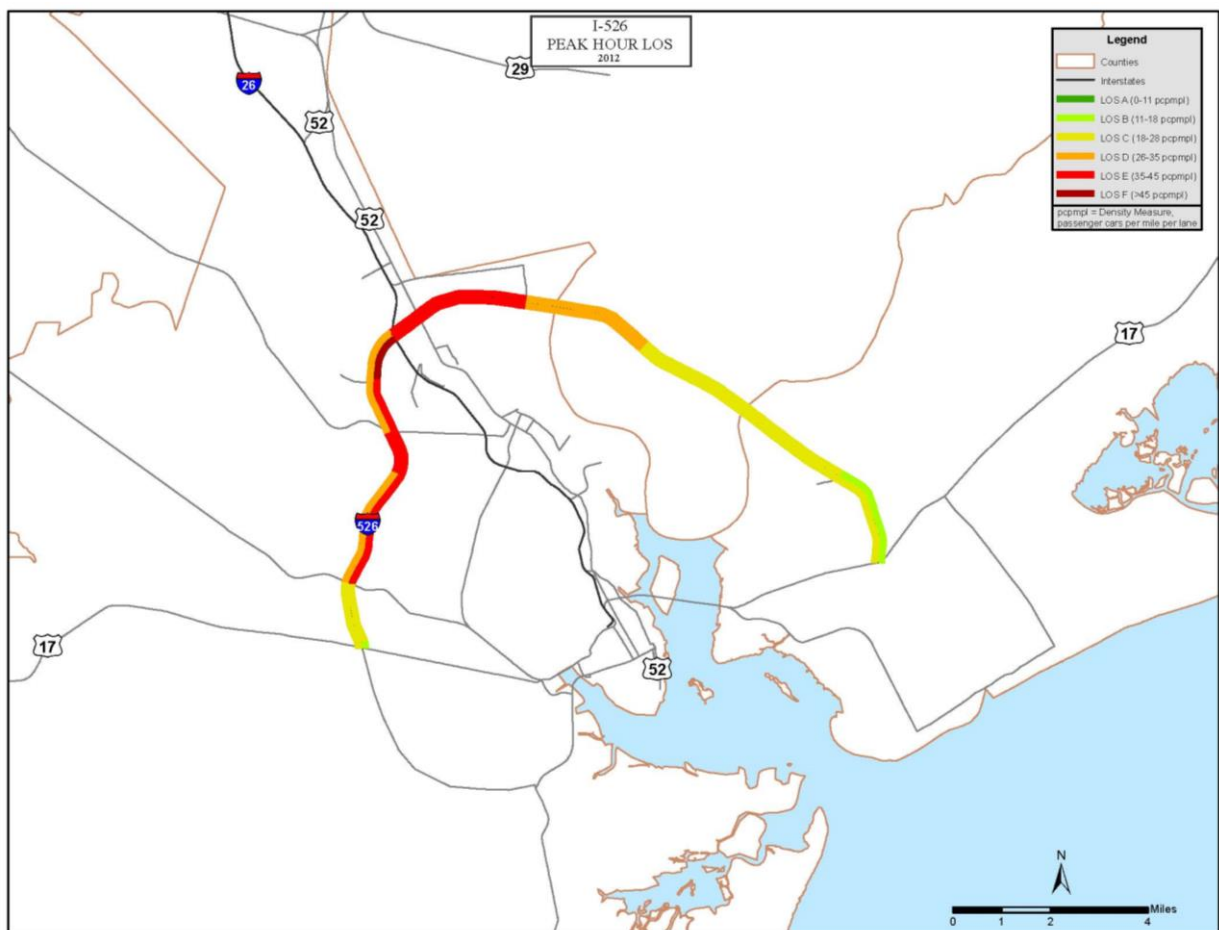 I-526
PEAK HOUR LOS
2012
Legend
Counties
Interstates
LOS A (0-11 pcpmpl)
LOS B (11-18 pcpmpl)
LOS C (18-28 pcpmpl)
LOS D (26-35 pcpmpl)
LOS E (35-45 pcpmpl)
LOS F (>45 pcpmpl)
pcpmpl = Density Measure,
passenger cars per mile per lane
29
26
52
52
17
526
17
52
N
Miles
0 1 2 4